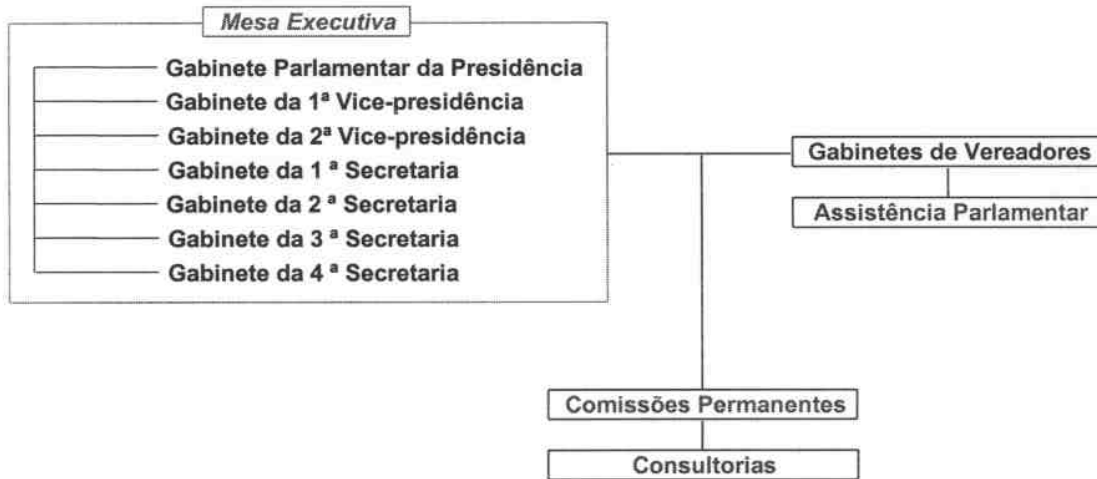 Mesa Executiva
Gabinete Parlamentar da Presidência
Gabinete da 1ª Vice-presidência
Gabinete da 2ª Vice-presidência
Gabinete da 1 ª Secretaria
Gabinete da 2 ª Secretaria
Gabinete da 3 ª Secretaria
Gabinete da 4 ª Secretaria
Gabinetes de Vereadores
Assistência Parlamentar
Comissões Permanentes
Consultorias